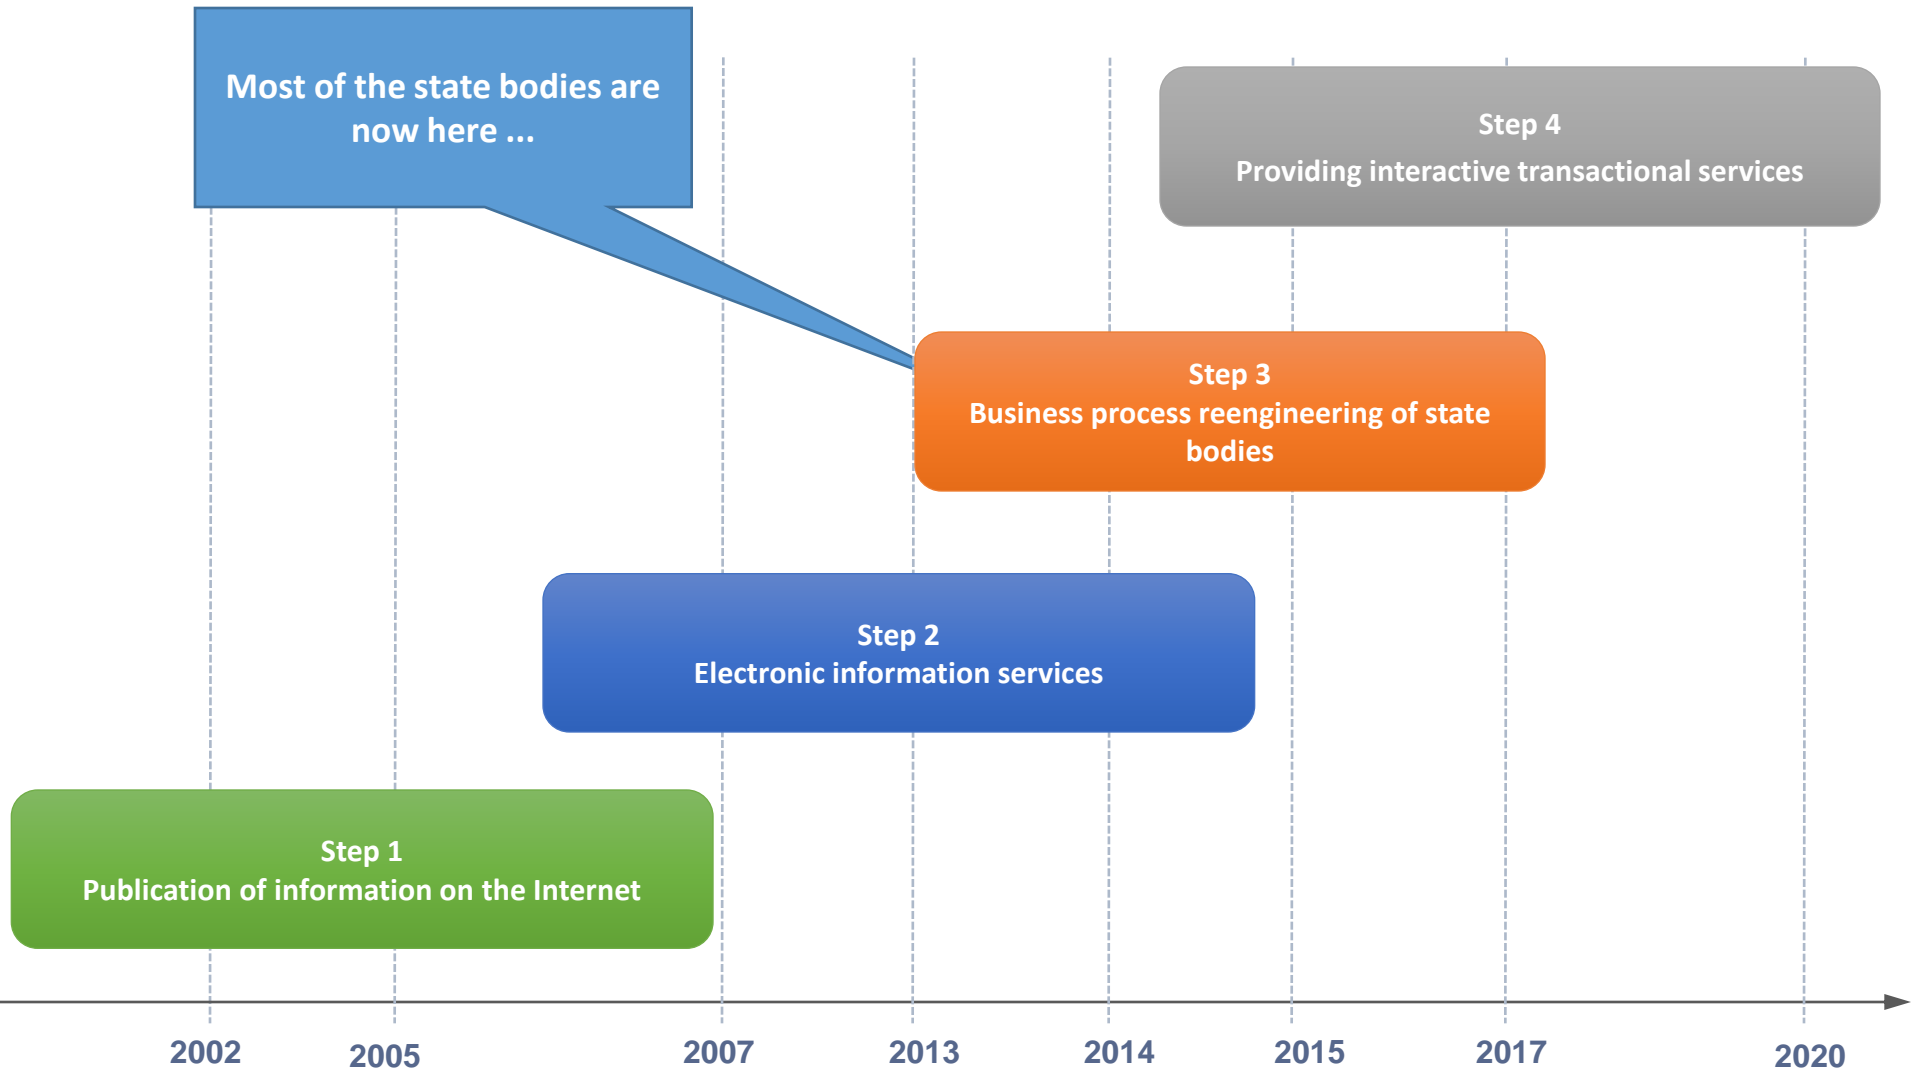 Most of the state bodies are
now here ...
Step 4
Providing interactive transactional services
Step 3
Business process reengineering of state
bodies
Step 2
Electronic information services
Step 1
Publication of information on the Internet
2002
2005
2007
2013
2014
2015
2017
2020